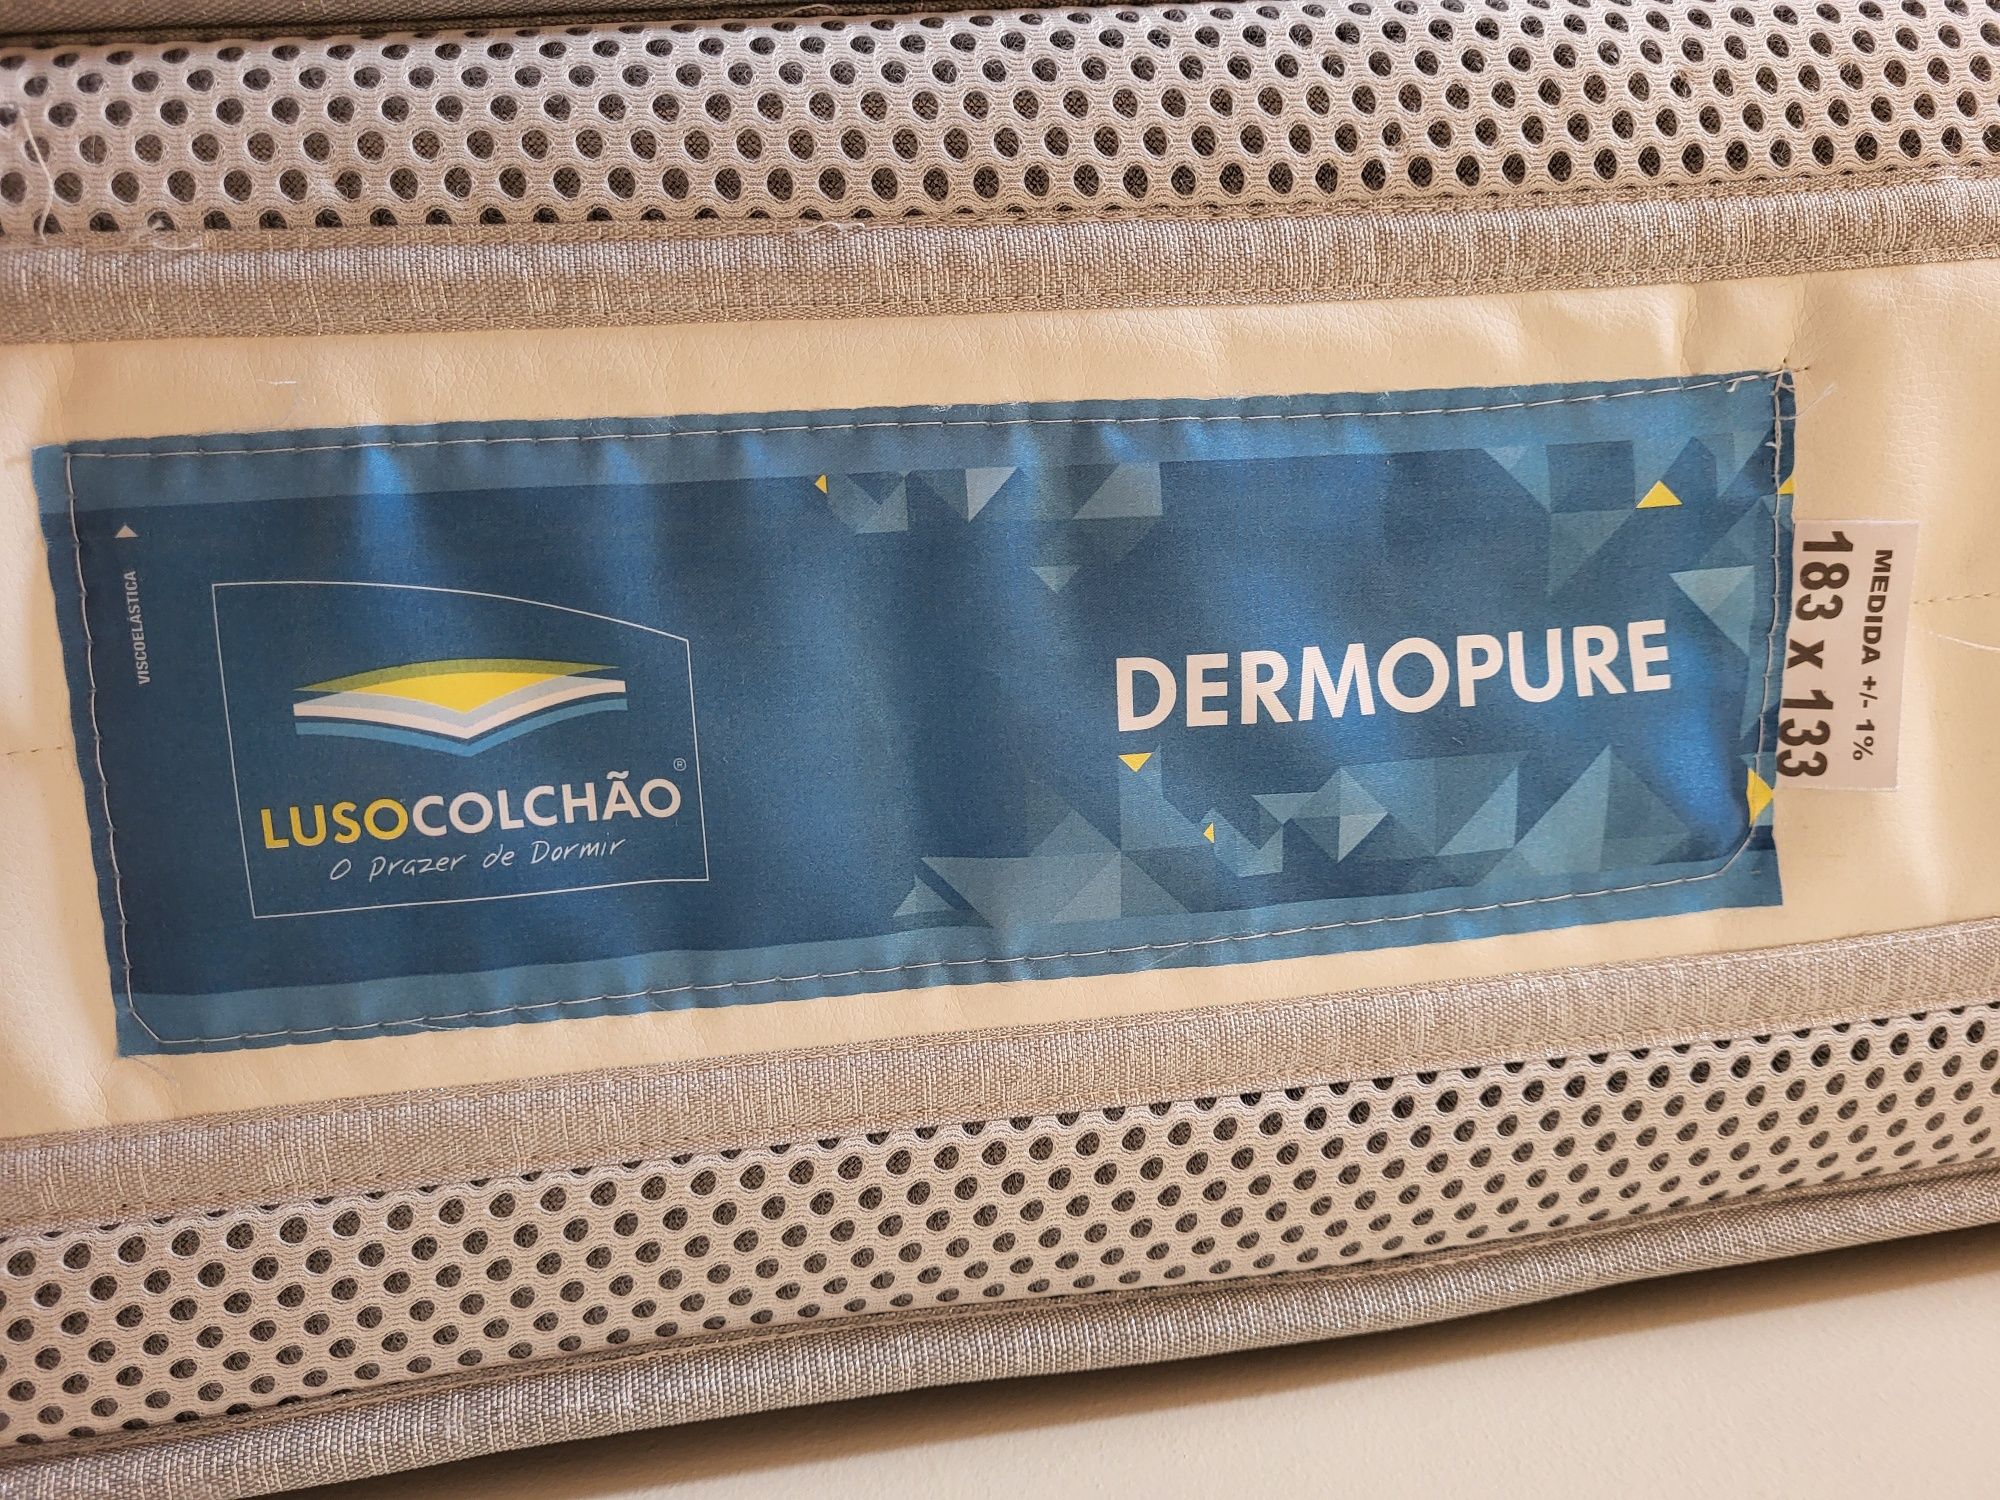 VISCOELÁSTICA
LUSOCOLCHÃO®
O Prazer de Dormir
DERMOPURE
MEDIDA +/- 1%
183 x 133